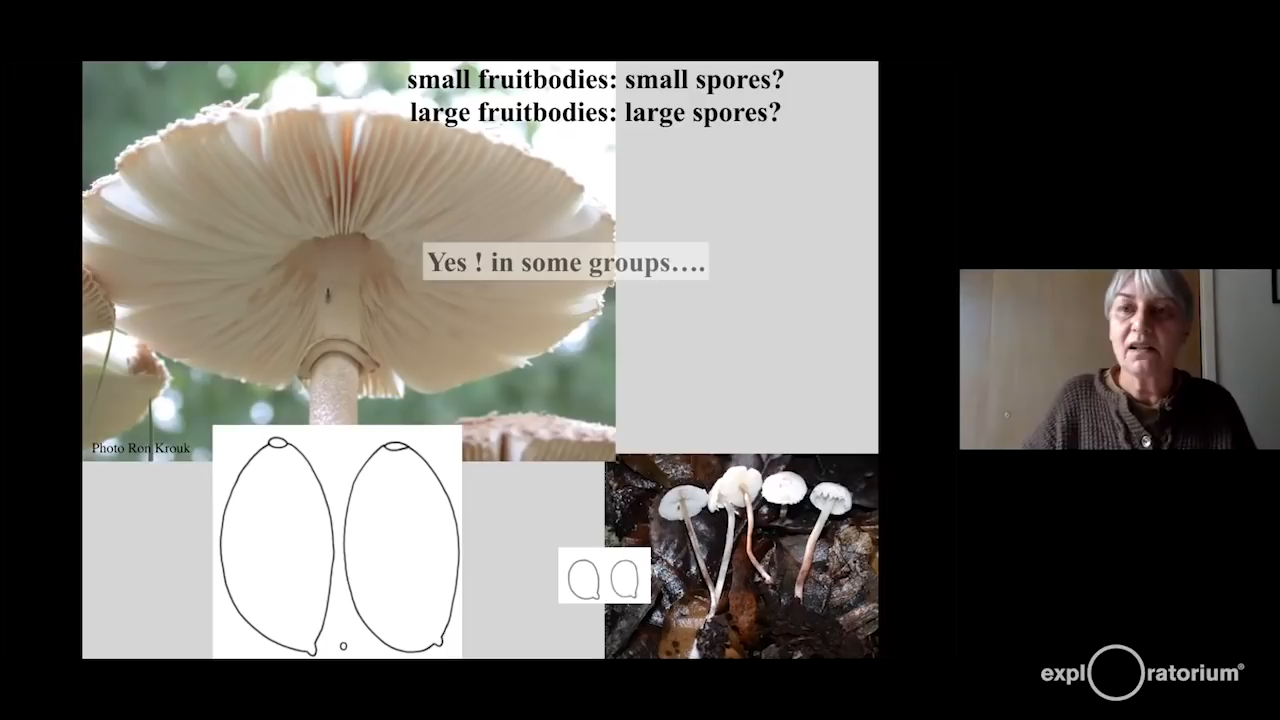 small fruitbodies: small spores?
large fruitbodies: large spores?
Yes ! in some groups….
Photo Ron Krouk
exploratorium®